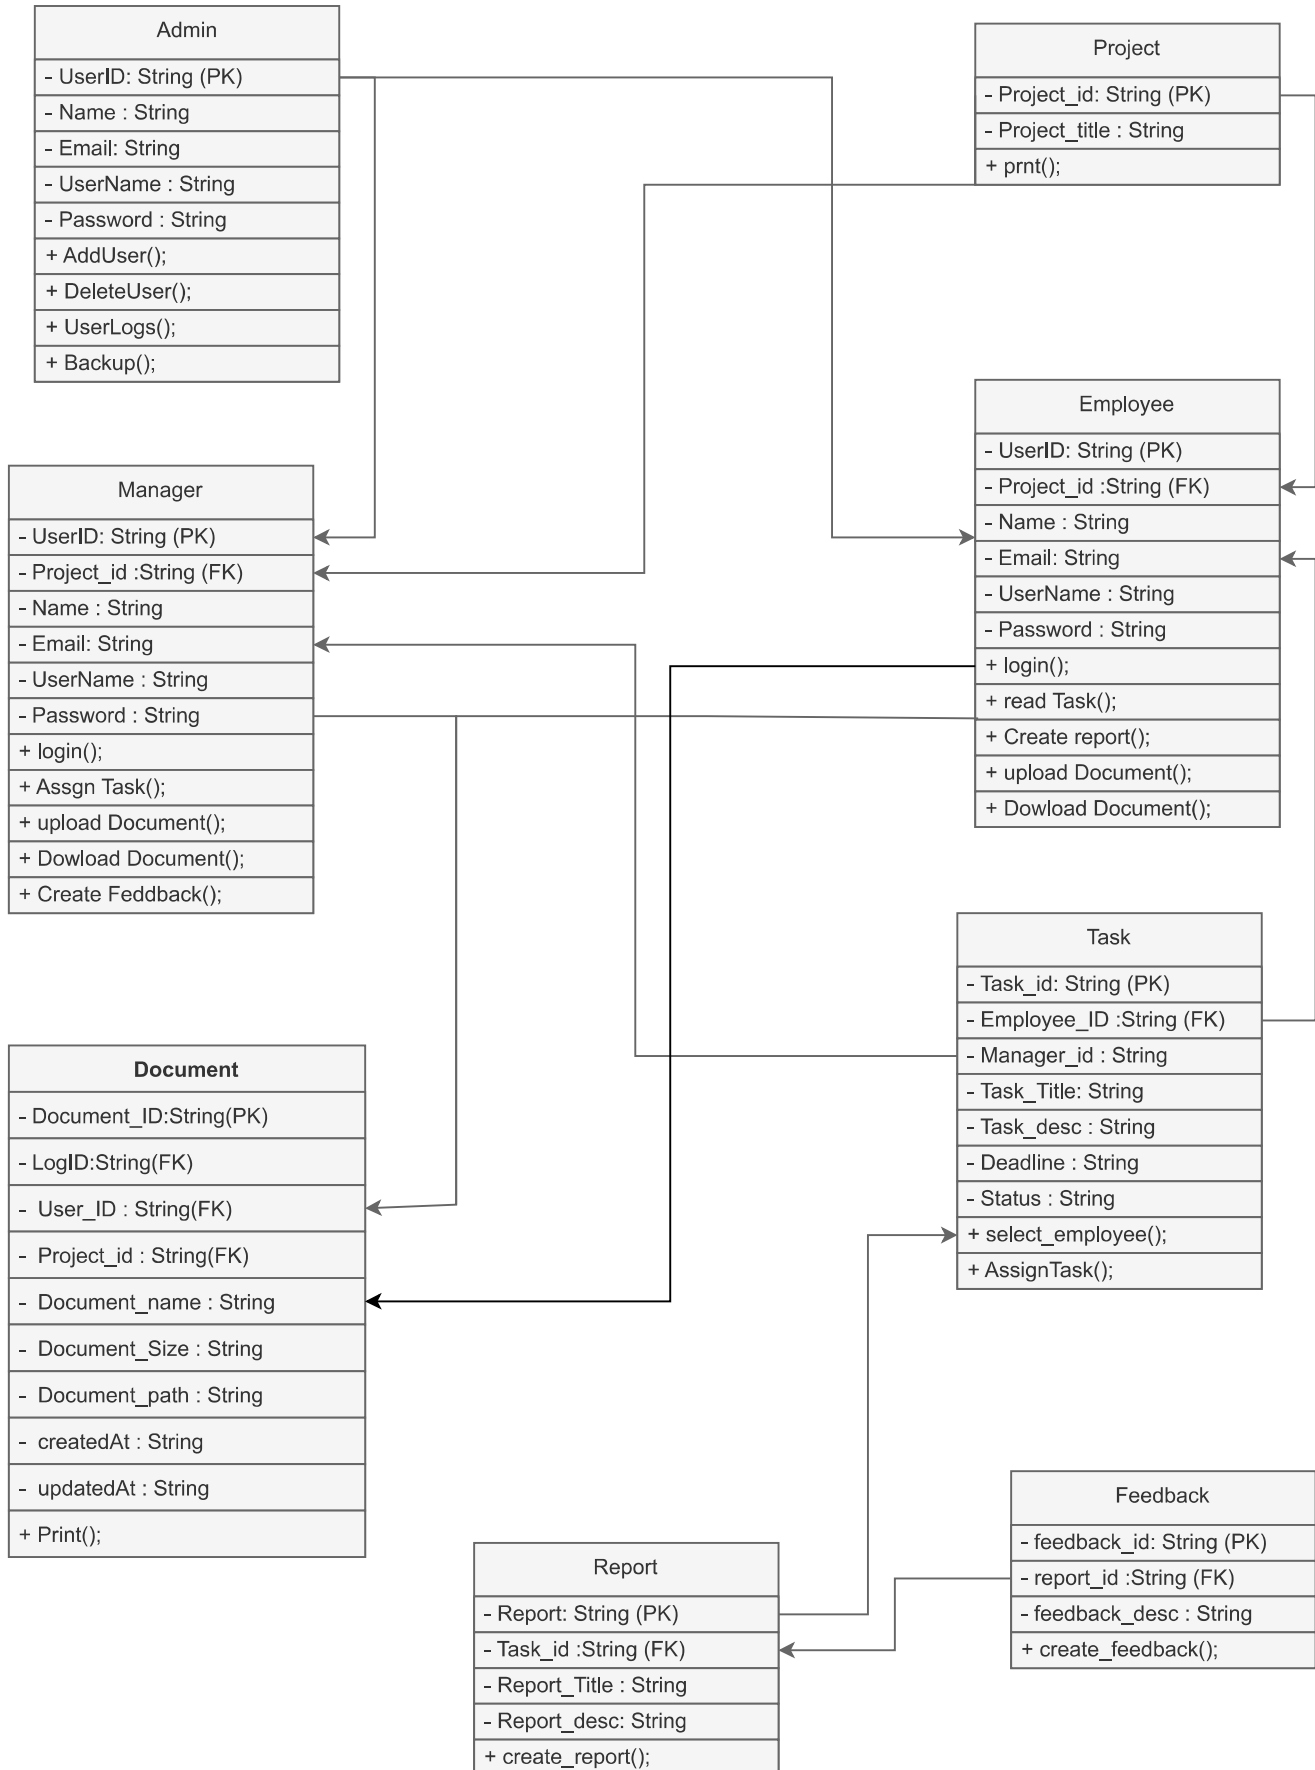 Admin
- UserID: String (PK)
- Name : String
- Email: String
- UserName : String
- Password : String
+ AddUser();
+ DeleteUser();
+ UserLogs();
+ Backup();
Project
- Project_id: String (PK)
- Project_title : String
+ prnt();
Employee
- UserID: String (PK)
- Project_id :String (FK)
- Name : String
- Email: String
- UserName : String
- Password : String
+ login();
+ read Task();
+ Create report();
+ upload Document();
+ Dowload Document();
Manager
- UserID: String (PK)
- Project_id :String (FK)
- Name : String
- Email: String
- UserName : String
- Password : String
+ login();
+ Assgn Task();
+ upload Document();
+ Dowload Document();
+ Create Feddback();
Task
- Task_id: String (PK)
- Employee_ID :String (FK)
- Manager_id : String
- Task_Title: String
- Task_desc : String
- Deadline : String
- Status : String
+ select_employee();
+ AssignTask();
Document
- Document_ID:String(PK)
- LogID:String(FK)
- User_ID : String(FK)
- Project_id : String(FK)
- Document_name : String
- Document_Size : String
- Document_path : String
- createdAt : String
- updatedAt : String
+ Print();
Feedback
- feedback_id: String (PK)
- report_id :String (FK)
- feedback_desc : String
+ create_feedback();
Report
- Report: String (PK)
- Task_id :String (FK)
- Report_Title : String
- Report_desc: String
+ create_report();